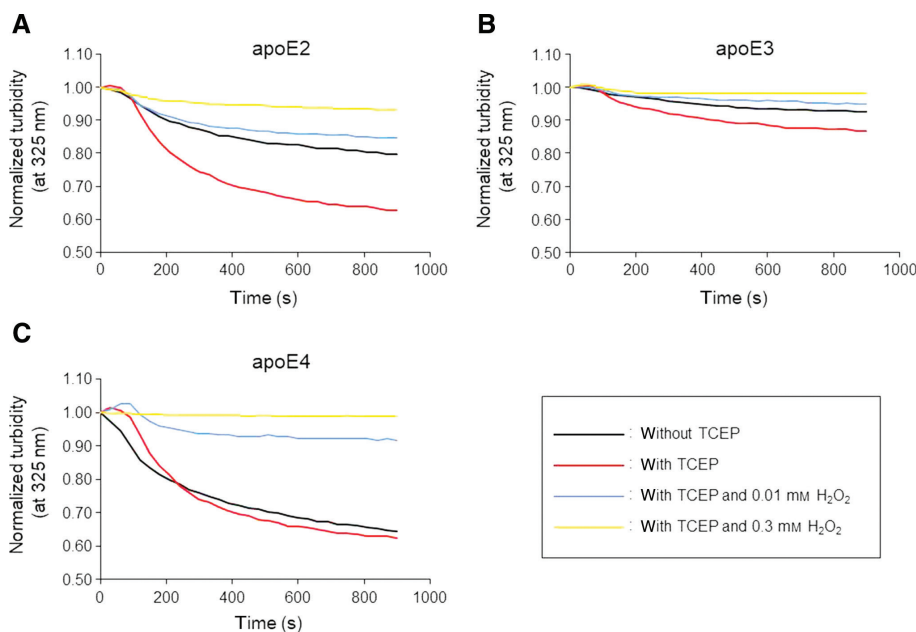 A
apoE2
Normalized turbidity
(at 325 nm)
1.10
1.00
0.90
0.80
0.70
0.60
0.50
0 200 400 600 800 1000
Time (s)
B
apoE3
Normalized turbidity
(at 325 nm)
1.10
1.00
0.90
0.80
0.70
0.60
0.50
0 200 400 600 800 1000
Time (s)
C
apoE4
Normalized turbidity
(at 325 nm)
1.10
1.00
0.90
0.80
0.70
0.60
0.50
0 200 400 600 800 1000
Time (s)
: Without TCEP
: With TCEP
: With TCEP and 0.01 mM H₂O₂
: With TCEP and 0.3 mM H₂O₂